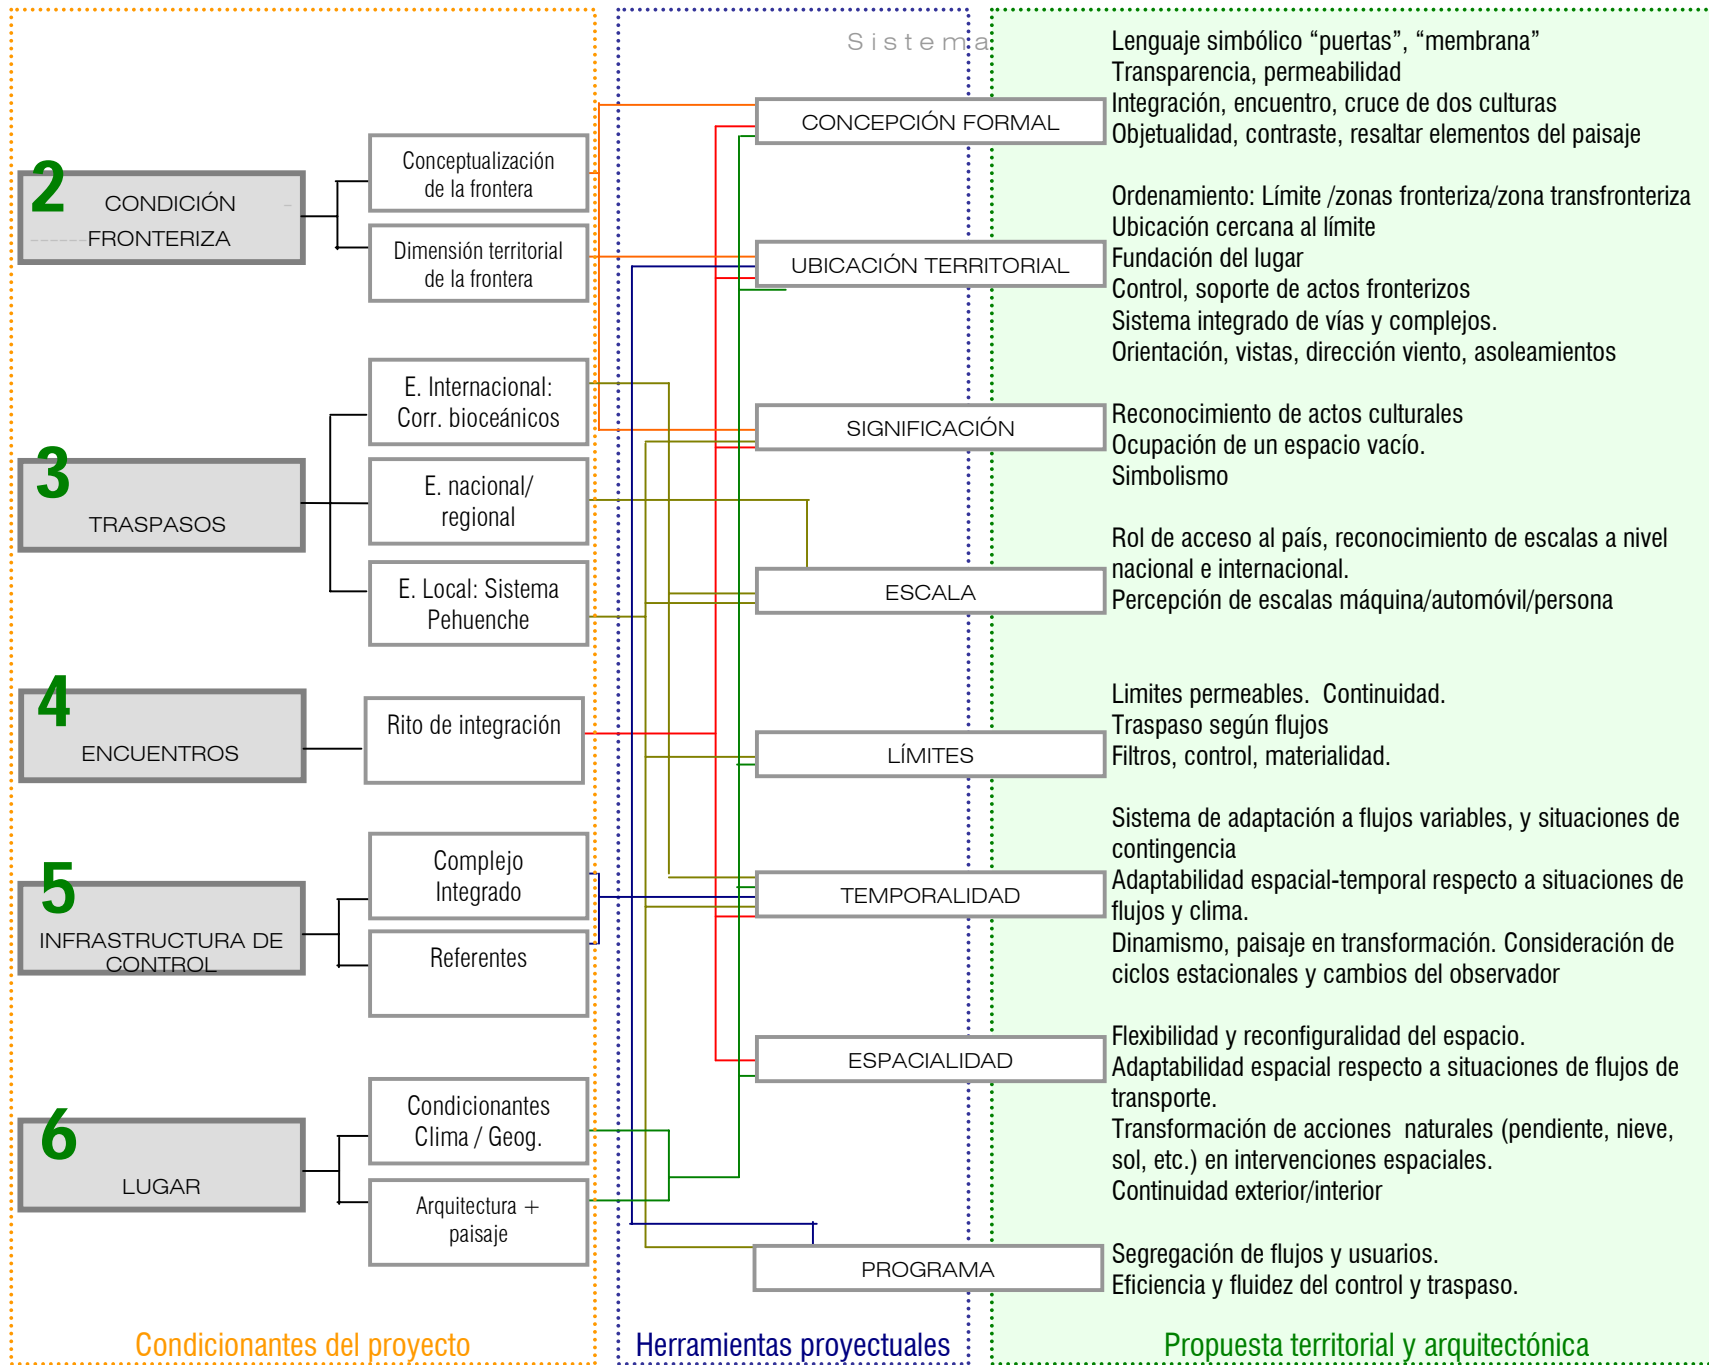 Sistema
2
CONDICIÓN
FRONTERIZA
Conceptualización
de la frontera
Dimensión territorial
de la frontera
3
TRASPASOS
E. Internacional:
Corr. bioceánicos
E. nacional/
regional
E. Local: Sistema
Pehuenche
4
ENCUENTROS
Rito de integración
5
INFRASTRUCTURA DE
CONTROL
Complejo
Integrado
Referentes
6
LUGAR
Condicionantes
Clima / Geog.
Arquitectura +
paisaje
Condicionantes del proyecto
CONCEPCIÓN FORMAL
UBICACIÓN TERRITORIAL
SIGNIFICACIÓN
ESCALA
LÍMITES
TEMPORALIDAD
ESPACIALIDAD
PROGRAMA
Herramientas proyectuales
Lenguaje simbólico “puertas”, “membrana”
Transparencia, permeabilidad
Integración, encuentro, cruce de dos culturas
Objetualidad, contraste, resaltar elementos del paisaje
Ordenamiento: Límite /zonas fronteriza/zona transfronteriza
Ubicación cercana al límite
Fundación del lugar
Control, soporte de actos fronterizos
Sistema integrado de vías y complejos.
Orientación, vistas, dirección viento, asoleamientos
Reconocimiento de actos culturales
Ocupación de un espacio vacío.
Simbolismo
Rol de acceso al país, reconocimiento de escalas a nivel
nacional e internacional.
Percepción de escalas máquina/automóvil/persona
Limites permeables. Continuidad.
Traspaso según flujos
Filtros, control, materialidad.
Sistema de adaptación a flujos variables, y situaciones de
contingencia
Adaptabilidad espacial-temporal respecto a situaciones de
flujos y clima.
Dinamismo, paisaje en transformación. Consideración de
ciclos estacionales y cambios del observador
Flexibilidad y reconfiguralidad del espacio.
Adaptabilidad espacial respecto a situaciones de flujos de
transporte.
Transformación de acciones naturales (pendiente, nieve,
sol, etc.) en intervenciones espaciales.
Continuidad exterior/interior
Segregación de flujos y usuarios.
Eficiencia y fluidez del control y traspaso.
Propuesta territorial y arquitectónica